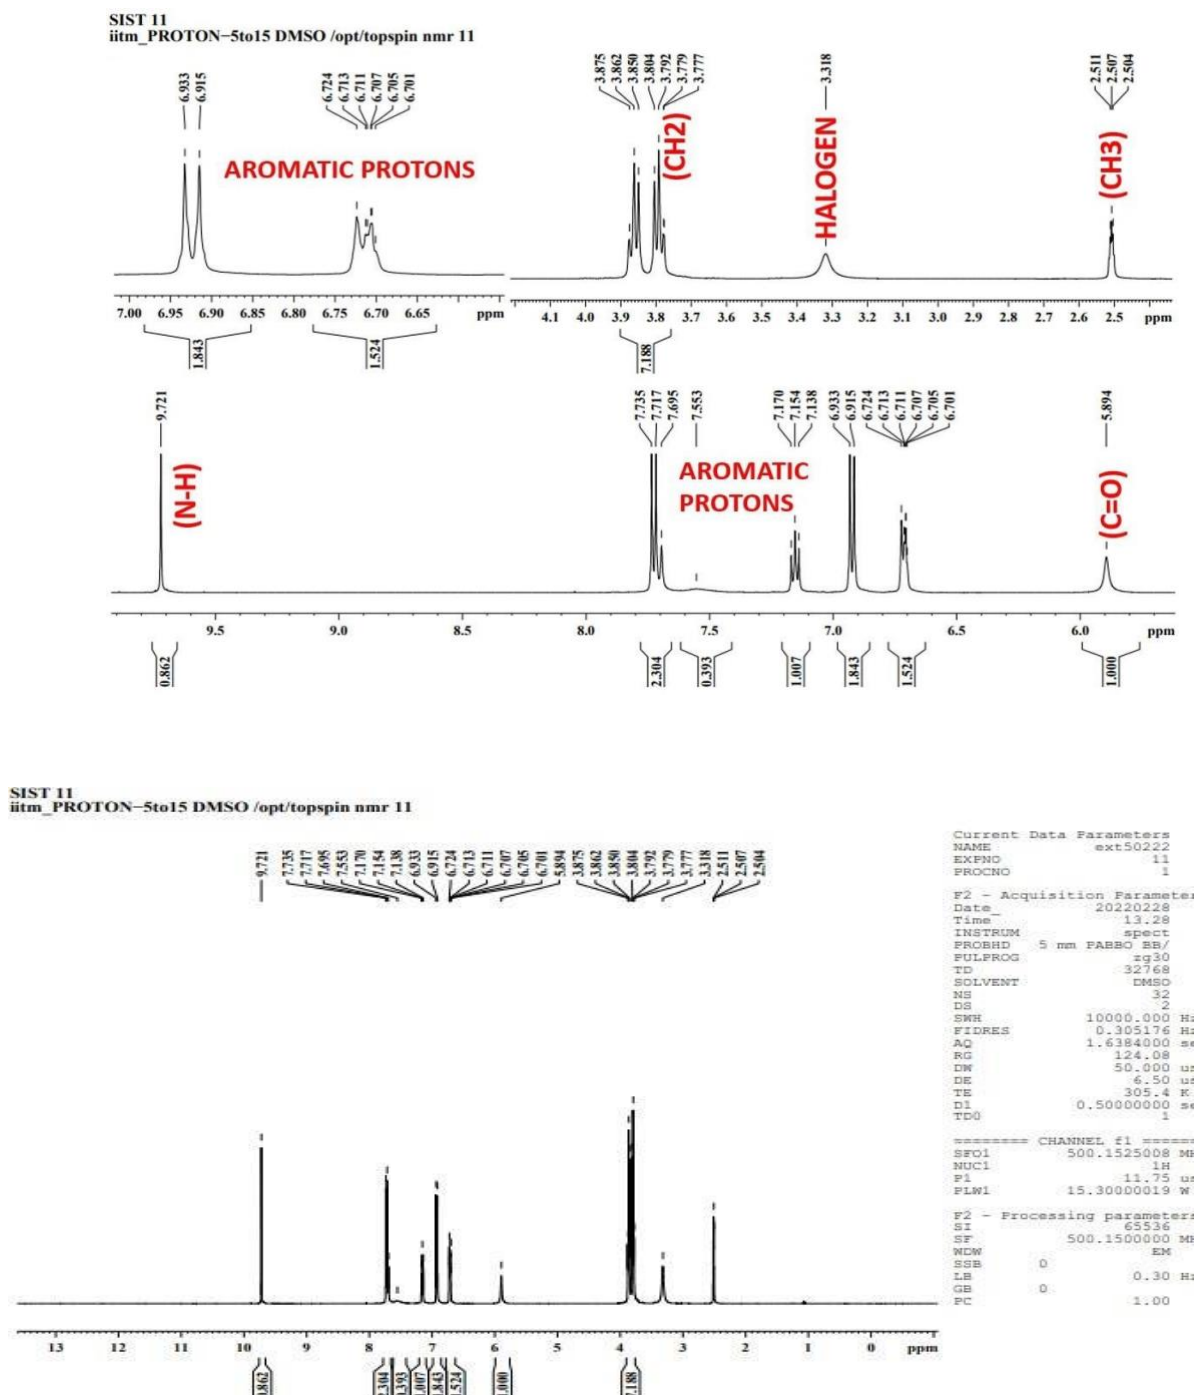 SIST 11
iitm_PROTON−5to15 DMSO /opt/topspin nmr 11
6.933
6.915
6.724
6.713
6.711
6.707
6.705
6.701
3.875
3.862
3.850
3.804
3.792
3.779
3.777
3.318
2.511
2.507
2.504
AROMATIC PROTONS
(CH2)
HALOGEN
(CH3)
7.00 6.95 6.90 6.85 6.80 6.75 6.70 6.65 ppm
4.1 4.0 3.9 3.8 3.7 3.6 3.5 3.4 3.3 3.2 3.1 3.0 2.9 2.8 2.7 2.6 2.5 ppm
1.843
1.524
7.188
9.721
7.735
7.717
7.695
7.553
7.170
7.154
7.138
6.933
6.915
6.724
6.713
6.711
6.707
6.705
6.701
5.894
(N-H)
AROMATIC
PROTONS
(C=O)
9.5 9.0 8.5 8.0 7.5 7.0 6.5 6.0 ppm
0.862
2.304
0.393
1.007
1.843
1.524
1.000
SIST 11
iitm_PROTON−5to15 DMSO /opt/topspin nmr 11
9.721
7.735
7.717
7.695
7.553
7.170
7.154
7.138
6.933
6.915
6.724
6.713
6.711
6.707
6.705
6.701
5.894
3.875
3.862
3.850
3.804
3.792
3.779
3.777
3.318
2.511
2.507
2.504
Current Data Parameters
NAME ext50222
EXPNO 11
PROCNO 1
F2 - Acquisition Parameter
Date_ 20220228
Time 13.28
INSTRUM spect
PROBHD 5 mm PABBO BB/
PULPROG zg30
TD 32768
SOLVENT DMSO
NS 32
DS 2
SWH 10000.000 Hz
FIDRES 0.305176 Hz
AQ 1.6384000 se
RG 124.08
DW 50.000 us
DE 6.50 us
TE 305.4 K
D1 0.50000000 se
TD0 1
======== CHANNEL f1 ======
SFO1 500.1525008 MH
NUC1 1H
P1 11.75 us
PLW1 15.30000019 W
F2 - Processing parameters
SI 65536
SF 500.1500000 MH
WDW EM
SSB 0
LB 0.30 Hz
GB 0
PC 1.00
13 12 11 10 9 8 7 6 5 4 3 2 1 0 ppm